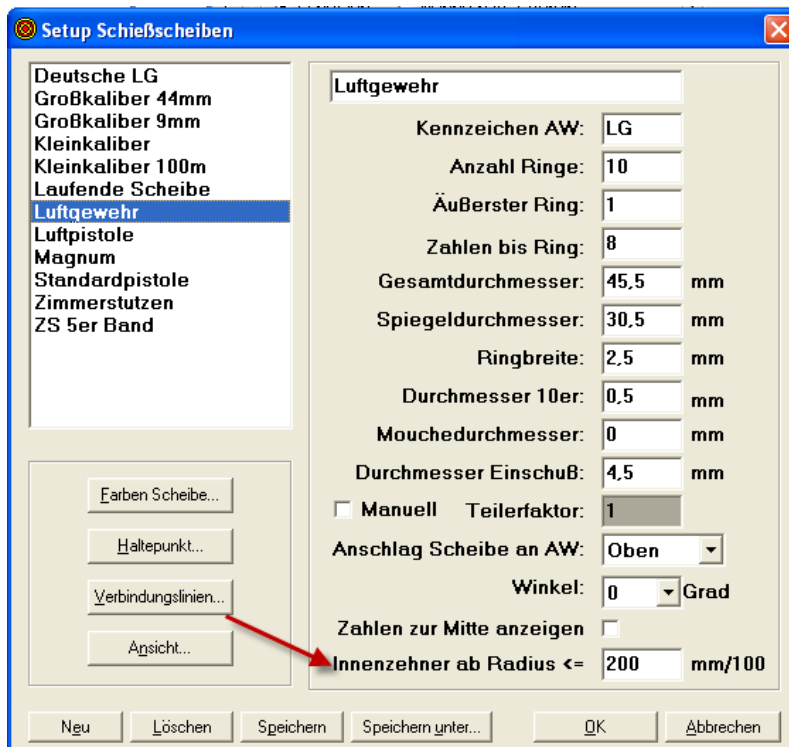 Setup Schießscheiben
Deutsche LG
Großkaliber 44mm
Großkaliber 9mm
Kleinkaliber
Kleinkaliber 100m
Laufende Scheibe
Luftgewehr
Luftpistole
Magnum
Standardpistole
Zimmerstutzen
ZS 5er Band
Farben Scheibe...
Haltepunkt...
Verbindungslinien...
Ansicht...
Luftgewehr
Kennzeichen AW: LG
Anzahl Ringe: 10
Äußerster Ring: 1
Zahlen bis Ring: 8
Gesamtdurchmesser: 45,5 mm
Spiegeldurchmesser: 30,5 mm
Ringbreite: 2,5 mm
Durchmesser 10er: 0,5 mm
Mouchedurchmesser: 0 mm
Durchmesser Einschuß: 4,5 mm
Manuell Teilerfaktor: 1
Anschlag Scheibe an AW: Oben
Winkel: 0 Grad
Zahlen zur Mitte anzeigen
Innenzehner ab Radius <= 200 mm/100
Neu Löschen Speichern Speichern unter... OK Abbrechen